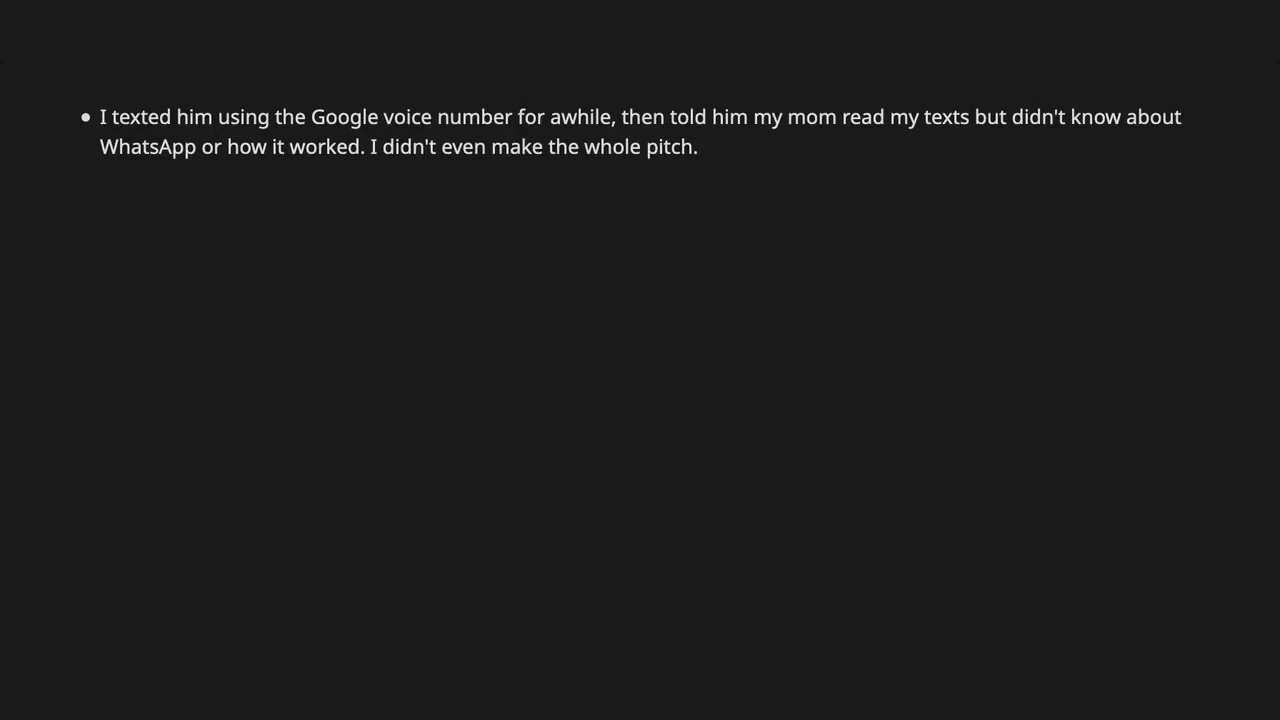 • I texted him using the Google voice number for awhile, then told him my mom read my texts but didn't know about
WhatsApp or how it worked. I didn't even make the whole pitch.